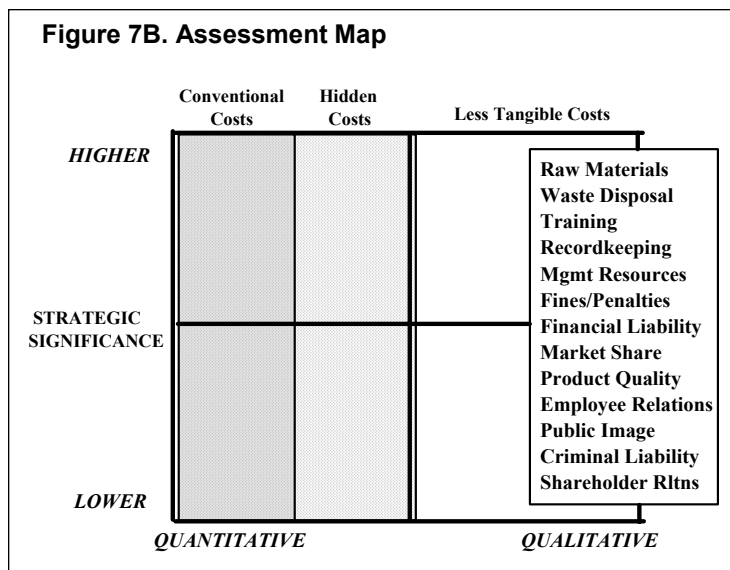 Figure 7B. Assessment Map
Conventional
Costs
Hidden
Costs
Less Tangible Costs
HIGHER
STRATEGIC
SIGNIFICANCE
LOWER
Raw Materials
Waste Disposal
Training
Recordkeeping
Mgmt Resources
Fines/Penalties
Financial Liability
Market Share
Product Quality
Employee Relations
Public Image
Criminal Liability
Shareholder Rltns
QUANTITATIVE
QUALITATIVE